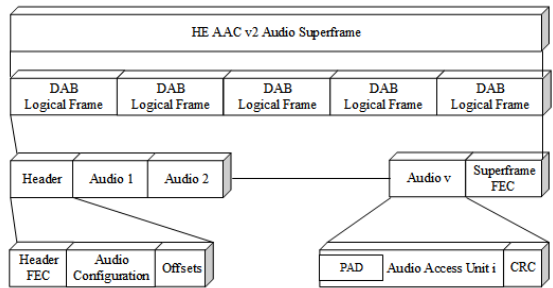 HE AAC v2 Audio Superframe
DAB DAB DAB DAB DAB
Logical Frame Logical Frame Logical Frame Logical Frame Logical Frame
Header Audio 1 Audio 2 Audio v Superframe FEC
Header FEC Audio Configuration Offsets PAD Audio Access Unit i CRC